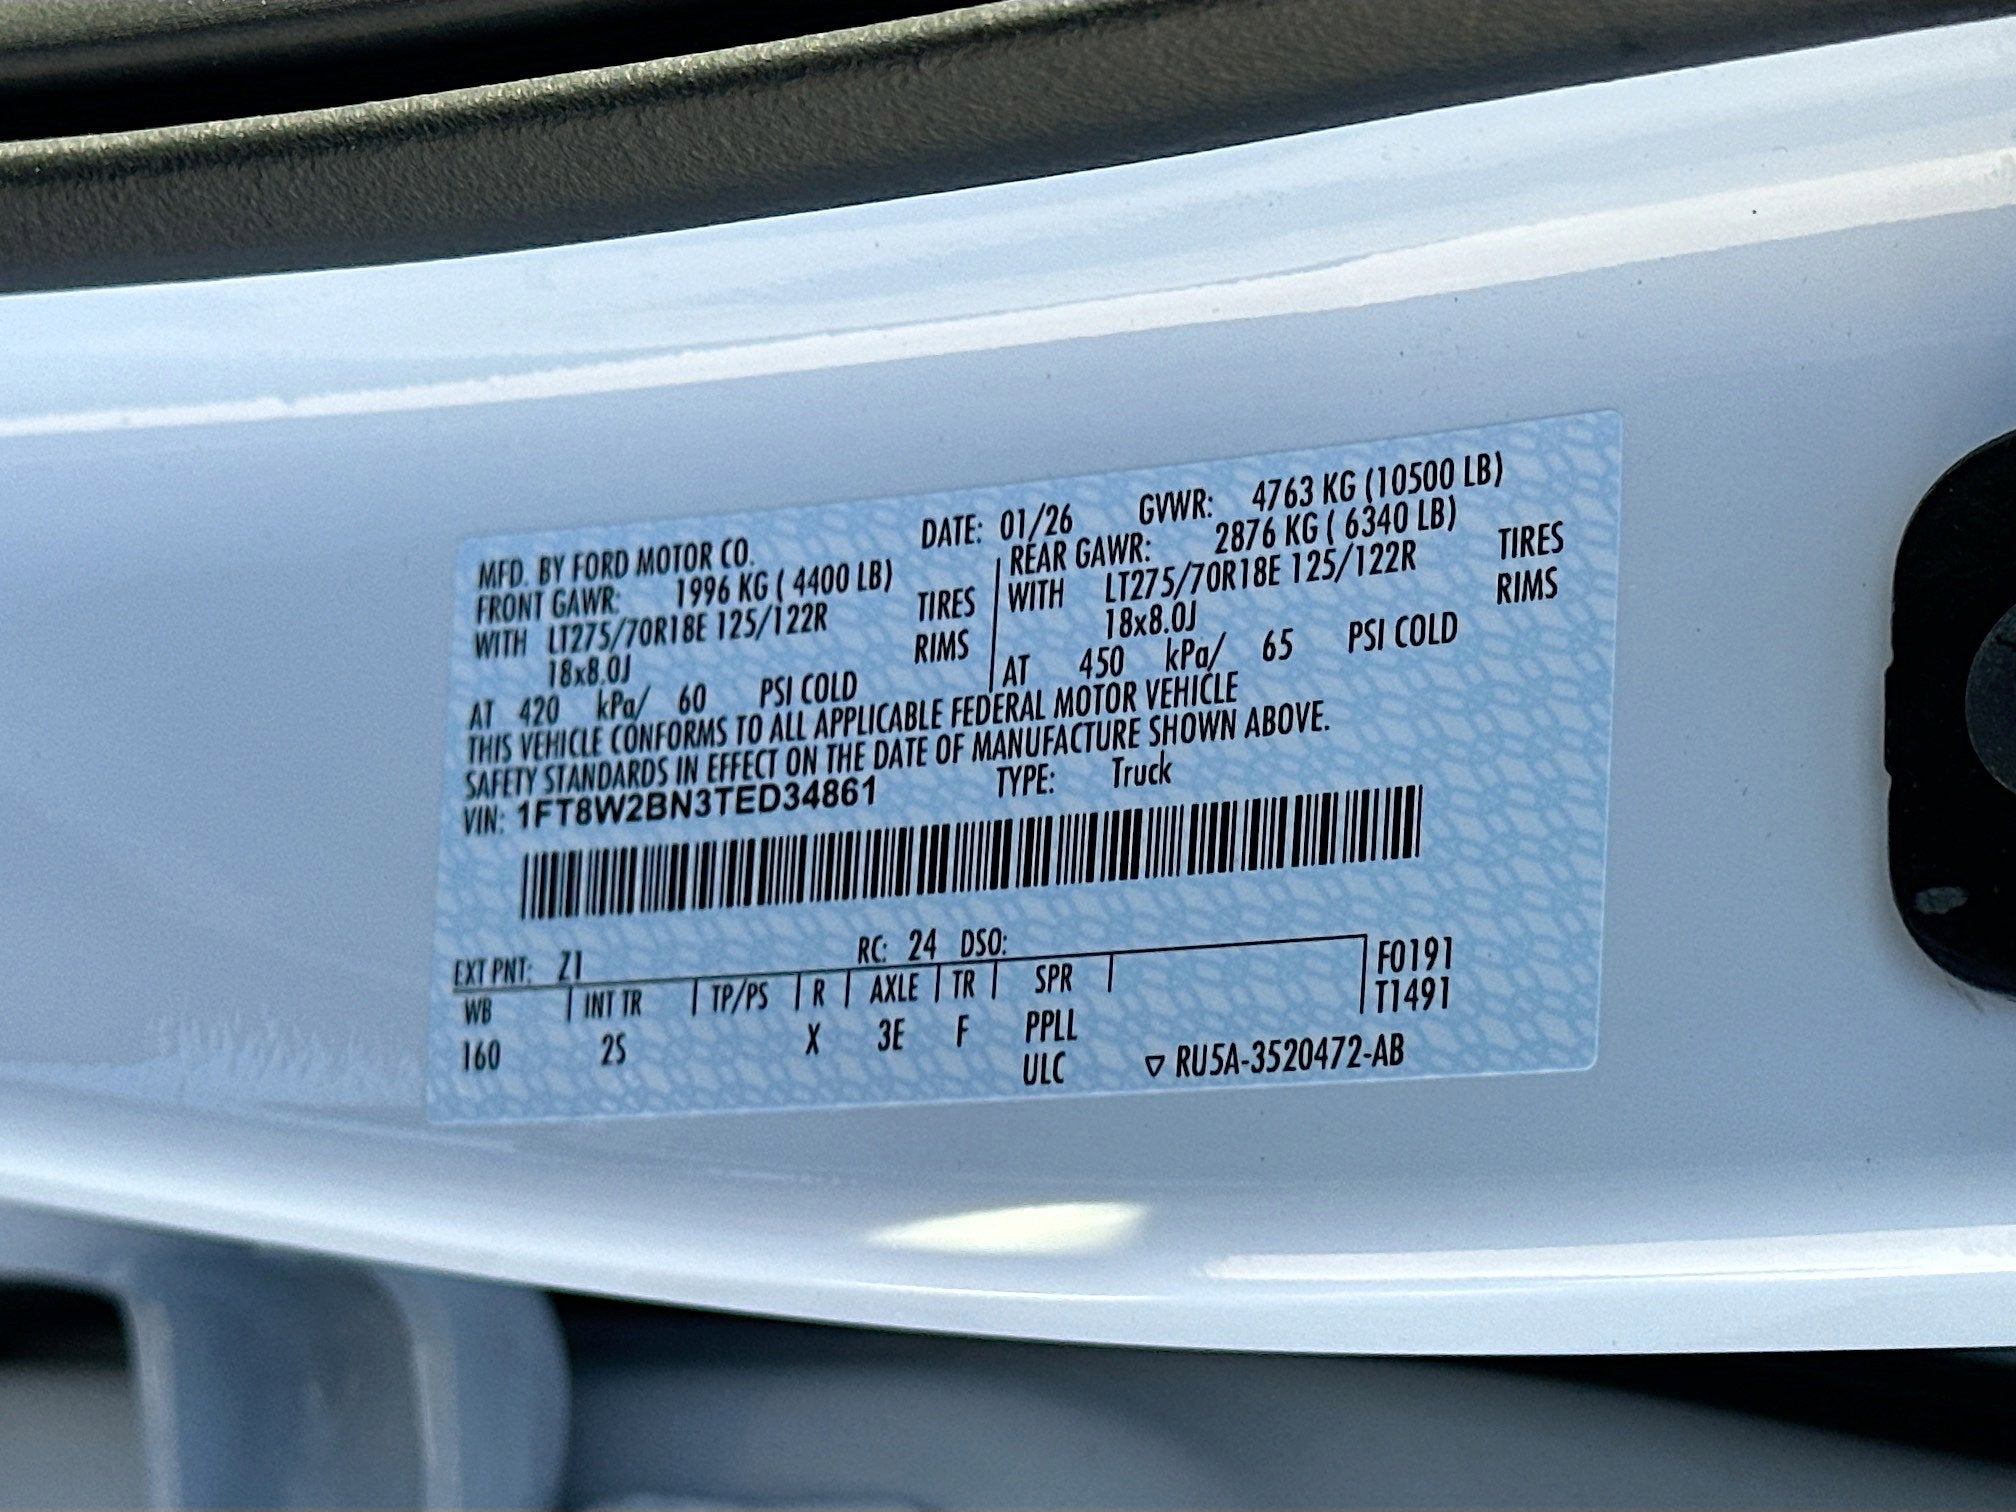 MFD. BY FORD MOTOR CO. DATE: 01/26 GVWR: 4763 KG (10500 LB)
FRONT GAWR: 1996 KG ( 4400 LB) REAR GAWR: 2876 KG ( 6340 LB)
WITH LT275/70R18E 125/122R TIRES WITH LT275/70R18E 125/122R TIRES
18x8.0J RIMS 18x8.0J RIMS
AT 420 kPa/ 60 PSI COLD AT 450 kPa/ 65 PSI COLD
THIS VEHICLE CONFORMS TO ALL APPLICABLE FEDERAL MOTOR VEHICLE
SAFETY STANDARDS IN EFFECT ON THE DATE OF MANUFACTURE SHOWN ABOVE.
VIN: 1FT8W2BN3TED34861 TYPE: Truck
EXT PNT: Z1 RC: 24 DSO: F0191
WB INT TR TP/PS R AXLE TR SPR T1491
160 2S X 3E F PPLL
ULC ▽ RU5A-3520472-AB